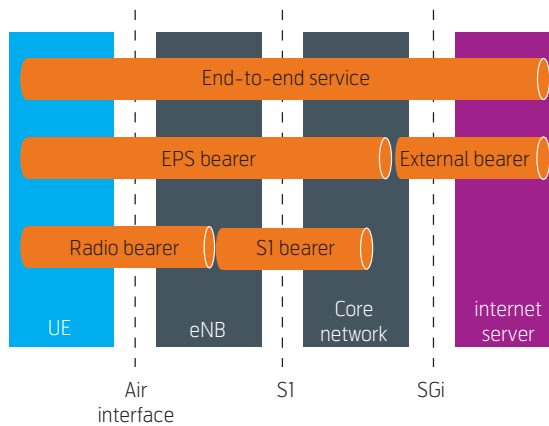 End-to-end service
EPS bearer
External bearer
Radio bearer
S1 bearer
UE
eNB
Core
network
internet
server
Air
interface
S1
SGi